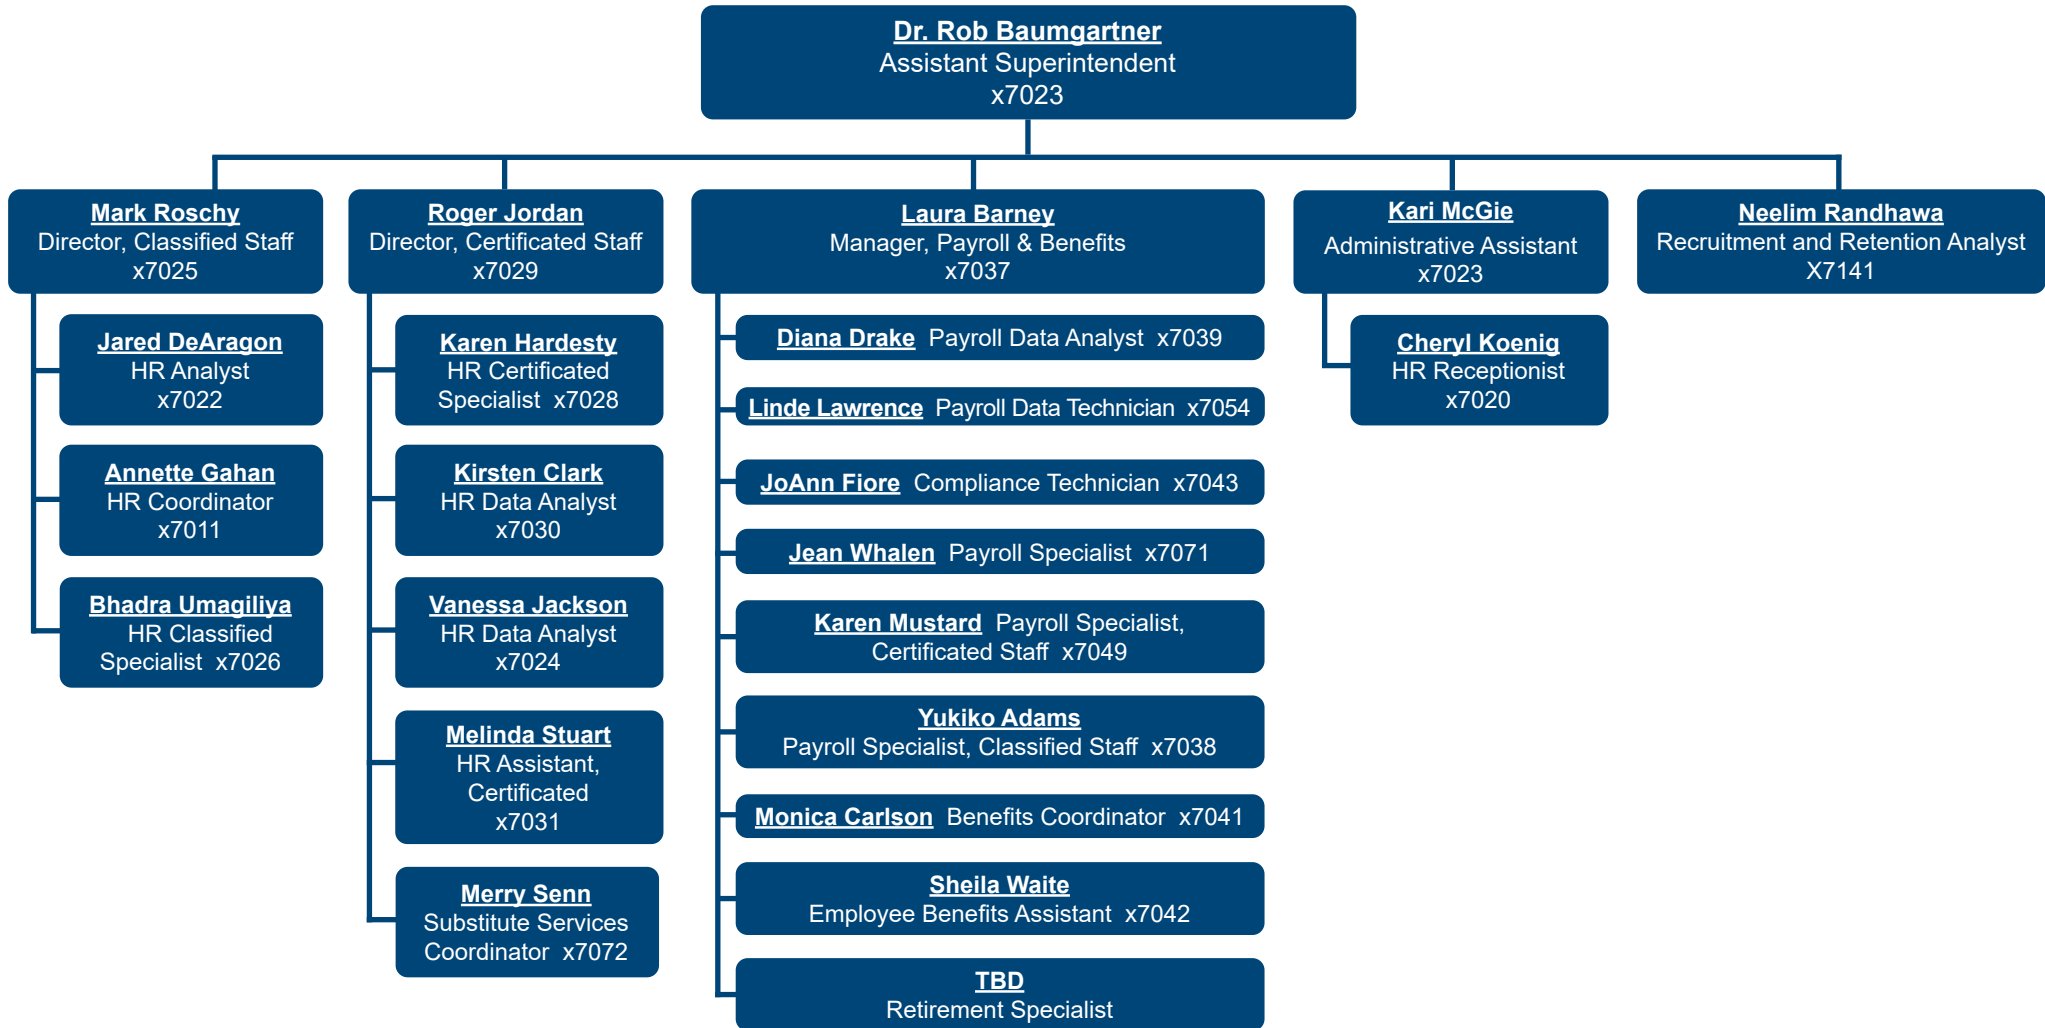 Dr. Rob Baumgartner
Assistant Superintendent
x7023
Mark Roschy
Director, Classified Staff
x7025
Jared DeAragon
HR Analyst
x7022
Annette Gahan
HR Coordinator
x7011
Bhadra Umagiliya
HR Classified
Specialist x7026
Roger Jordan
Director, Certificated Staff
x7029
Karen Hardesty
HR Certificated
Specialist x7028
Kirsten Clark
HR Data Analyst
x7030
Vanessa Jackson
HR Data Analyst
x7024
Melinda Stuart
HR Assistant,
Certificated
x7031
Merry Senn
Substitute Services
Coordinator x7072
Laura Barney
Manager, Payroll & Benefits
x7037
Diana Drake Payroll Data Analyst x7039
Linde Lawrence Payroll Data Technician x7054
JoAnn Fiore Compliance Technician x7043
Jean Whalen Payroll Specialist x7071
Karen Mustard Payroll Specialist,
Certificated Staff x7049
Yukiko Adams
Payroll Specialist, Classified Staff x7038
Monica Carlson Benefits Coordinator x7041
Sheila Waite
Employee Benefits Assistant x7042
TBD
Retirement Specialist
Kari McGie
Administrative Assistant
x7023
Cheryl Koenig
HR Receptionist
x7020
Neelim Randhawa
Recruitment and Retention Analyst
X7141